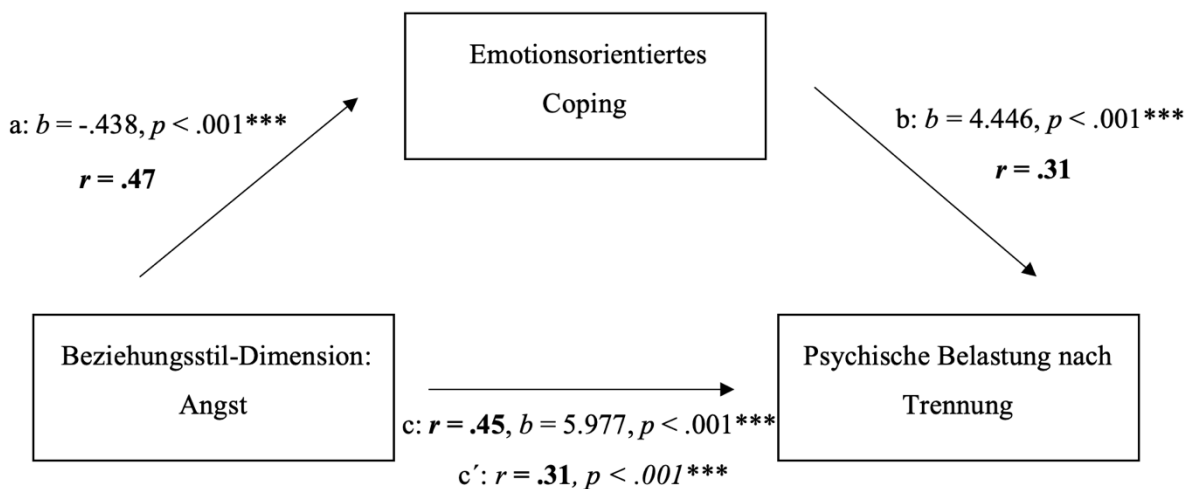 Emotionsorientiertes
Coping
a: b = -.438, p < .001***
r = .47
b: b = 4.446, p < .001***
r = .31
Beziehungsstil-Dimension:
Angst
Psychische Belastung nach
Trennung
c: r = .45, b = 5.977, p < .001***
c´: r = .31, p < .001***